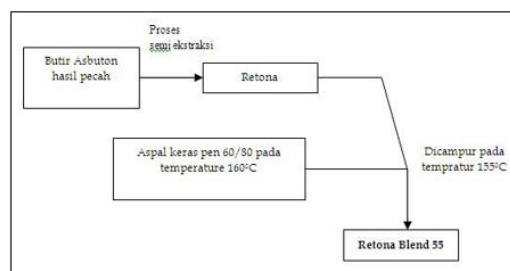 Proses
semi ekstraksi
Butir Asbuton
hasil pecah
Retona
Aspal keras pen 60/80 pada
temperature 160°C
Dicampur pada
tempratur 155°C
Retona Blend 55